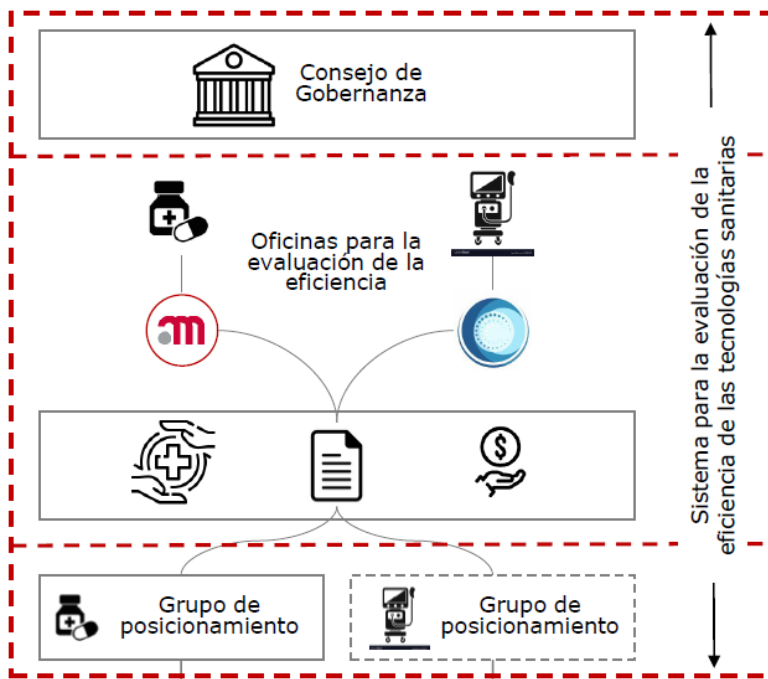 Consejo de
Gobernanza
Oficinas para la
evaluación de la
eficiencia
.m
$
Grupo de
posicionamiento
Grupo de
posicionamiento
Sistema para la evaluación de la
eficiencia de las tecnologías sanitarias